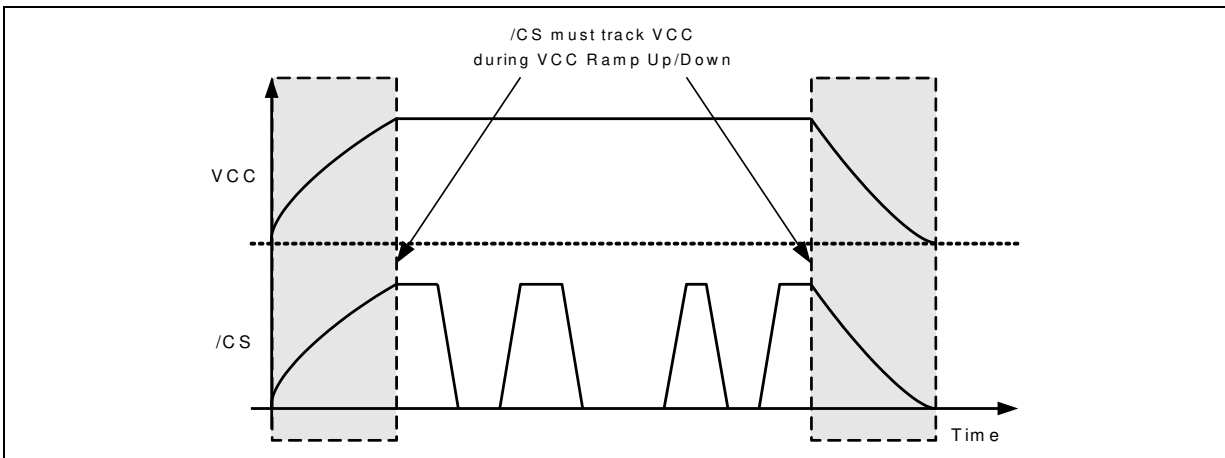 /CS must track VCC
during VCC Ramp Up/Down
VCC
/CS
Time